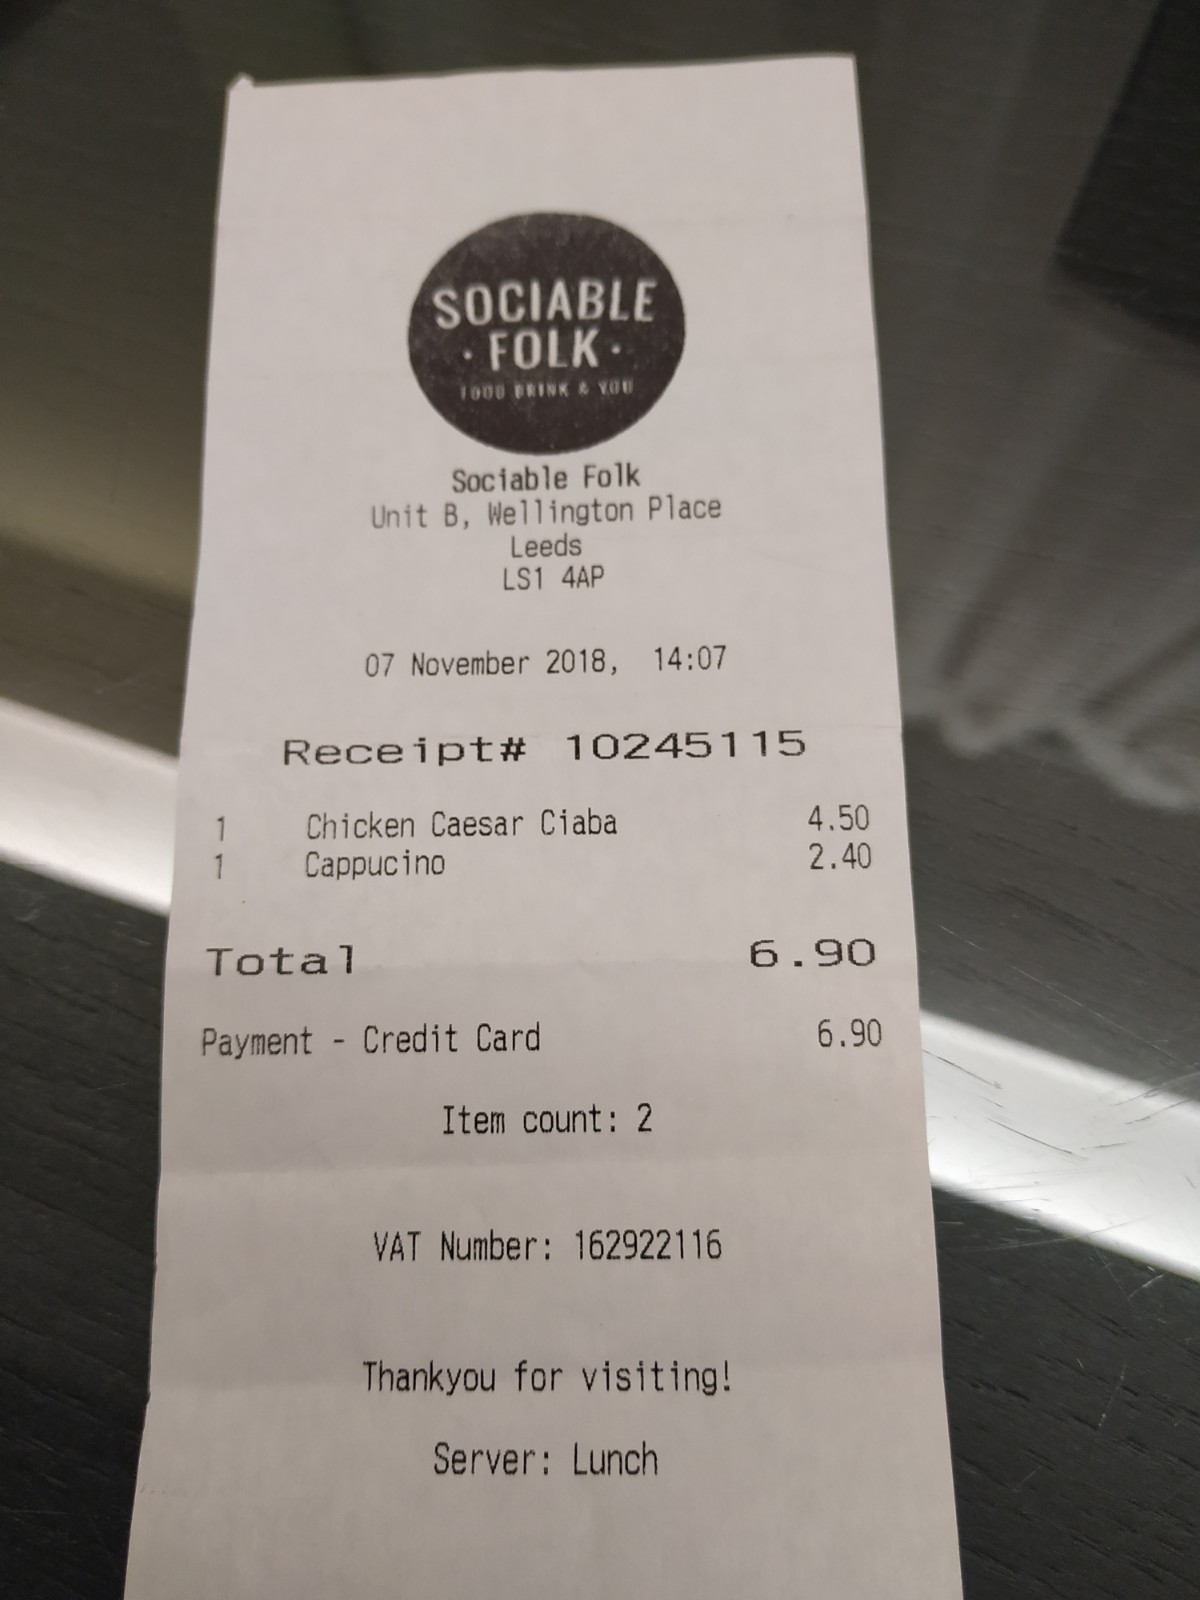 SOCIABLE
· FOLK ·
FOOD DRINK & YOU
Sociable Folk
Unit B, Wellington Place
Leeds
LS1 4AP
07 November 2018, 14:07
Receipt# 10245115
1 Chicken Caesar Ciaba 4.50
1 Cappucino 2.40
Total 6.90
Payment - Credit Card 6.90
Item count: 2
VAT Number: 162922116
Thankyou for visiting!
Server: Lunch